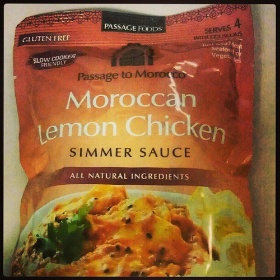 PASSAGE FOODS
GLUTEN FREE
SERVES 4
SLOW COOKER
FRIENDLY
Passage to Morocco
Moroccan
Lemon Chicken
SIMMER SAUCE
ALL NATURAL INGREDIENTS